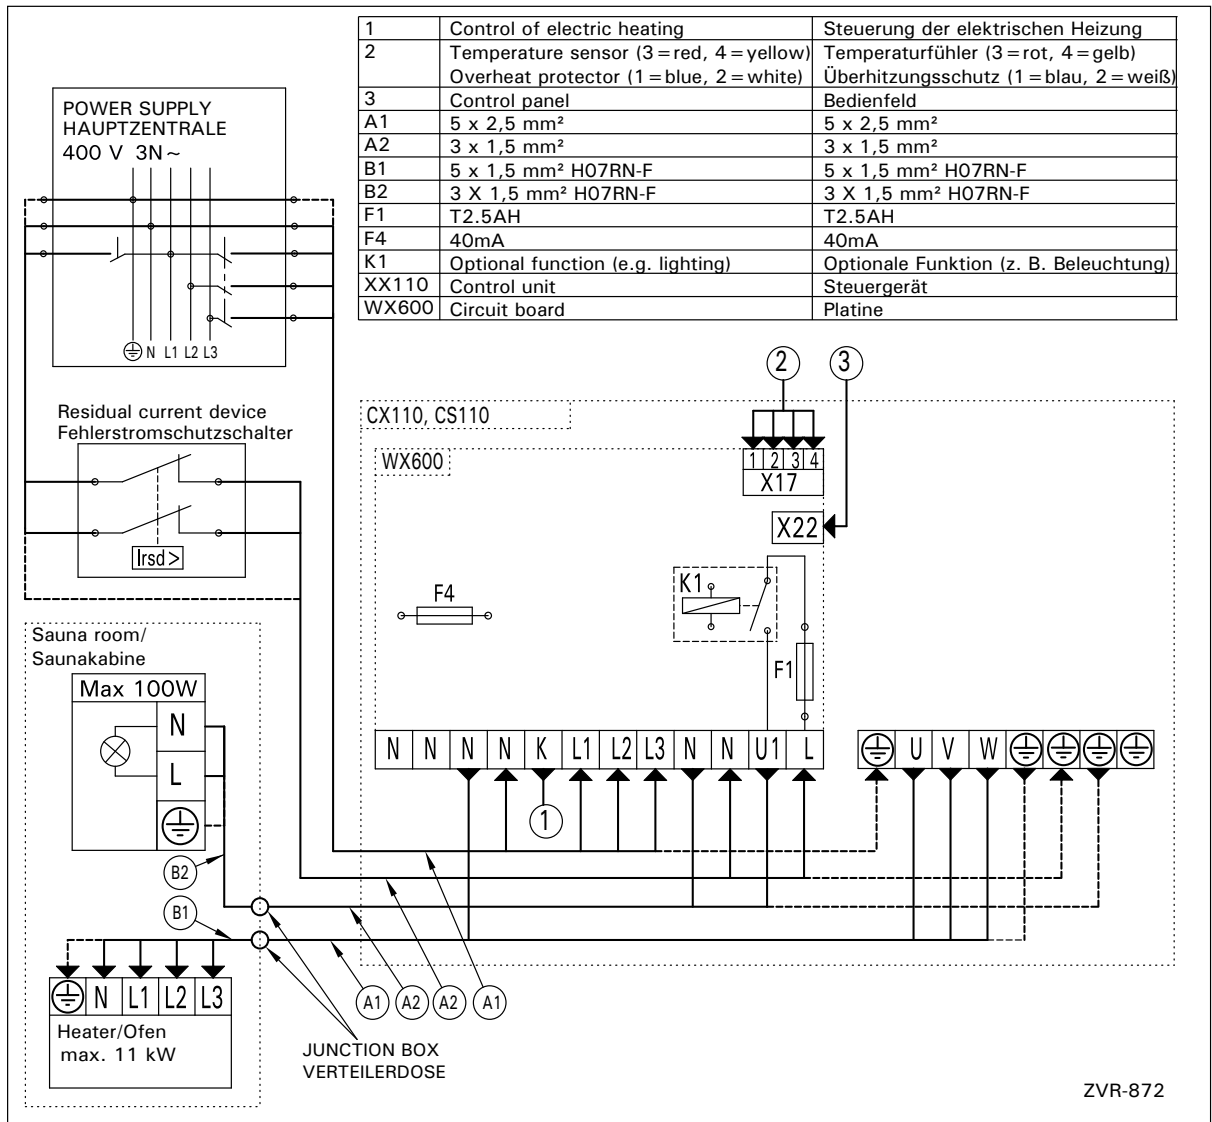 1 Control of electric heating Steuerung der elektrischen Heizung
2 Temperature sensor (3=red, 4=yellow) Temperaturfühler (3=rot, 4=gelb)
Overheat protector (1=blue, 2=white) Überhitzungsschutz (1=blau, 2=weiß)
3 Control panel Bedienfeld
A1 5 x 2,5 mm² 5 x 2,5 mm²
A2 3 x 1,5 mm² 3 x 1,5 mm²
B1 5 x 1,5 mm² H07RN-F 5 x 1,5 mm² H07RN-F
B2 3 X 1,5 mm² H07RN-F 3 X 1,5 mm² H07RN-F
F1 T2.5AH T2.5AH
F4 40mA 40mA
K1 Optional function (e.g. lighting) Optionale Funktion (z. B. Beleuchtung)
XX110 Control unit Steuergerät
WX600 Circuit board Platine
POWER SUPPLY
HAUPTZENTRALE
400 V 3N~
N L1 L2 L3
Residual current device
Fehlerstromschutzschalter
Irsd>
2 3
CX110, CS110
WX600
1 2 3 4
X17
X22
K1
F4
F1
Sauna room/
Saunakabine
Max 100W
N
L
N N N N K L1 L2 L3 N N U1 L
U V W
1
B2
B1
N L1 L2 L3
A1 A2 A2 A1
Heater/Ofen
max. 11 kW
JUNCTION BOX
VERTEILERDOSE
ZVR-872